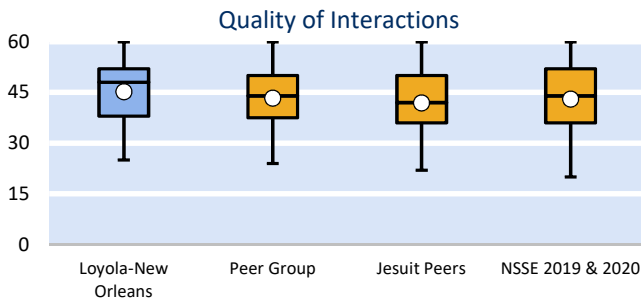 Quality of Interactions
60
45
30
15
0
Loyola-New
Orleans
Peer Group
Jesuit Peers
NSSE 2019 & 2020